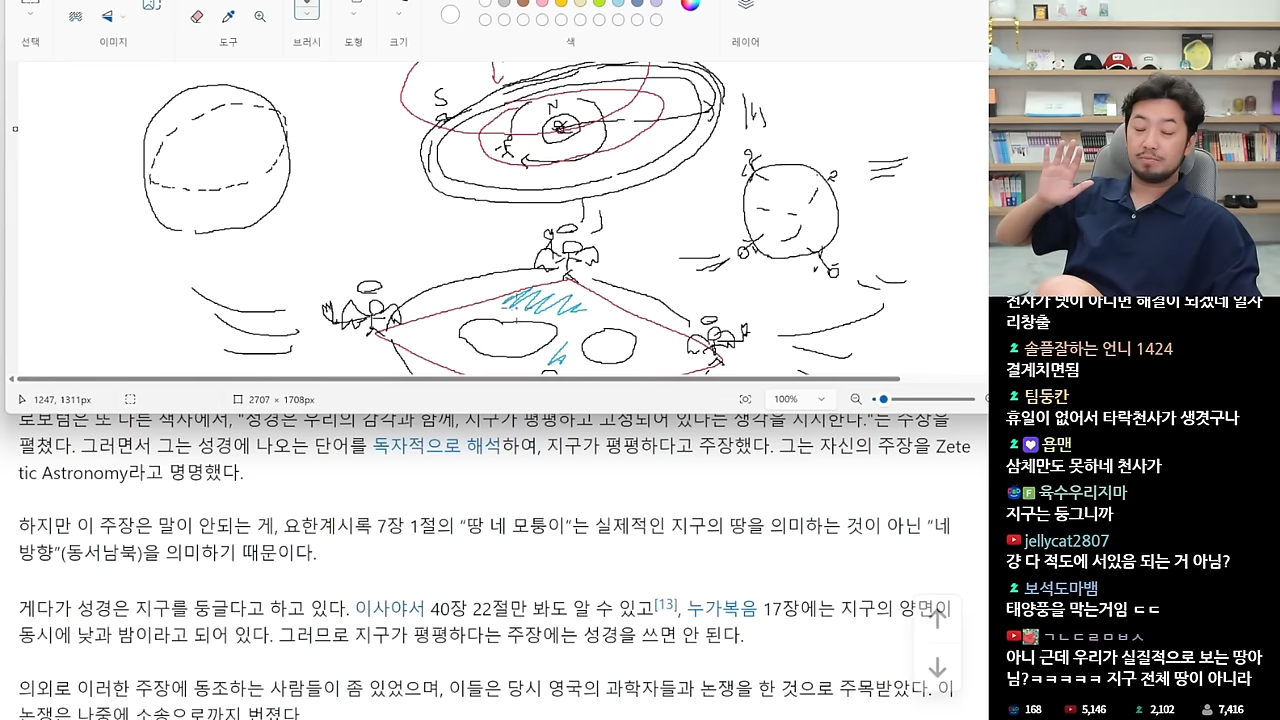 선택
이미지
도구
브러시
도형
크기
색
레이어
S
N
1247, 1311px
2707 × 1708px
100%
로보텀은 또 다른 책자에서, "성경은 우리의 감각과 함께, 지구가 평평하고 고정되어 있다는 생각을 지지한다."는 주장을
펼쳤다. 그러면서 그는 성경에 나오는 단어를 독자적으로 해석하여, 지구가 평평하다고 주장했다. 그는 자신의 주장을 Zete
tic Astronomy라고 명명했다.
하지만 이 주장은 말이 안되는 게, 요한계시록 7장 1절의 “땅 네 모퉁이“는 실제적인 지구의 땅을 의미하는 것이 아닌 “네
방향”(동서남북)을 의미하기 때문이다.
게다가 성경은 지구를 둥글다고 하고 있다. 이사야서 40장 22절만 봐도 알 수 있고[13], 누가복음 17장에는 지구의 양면이
동시에 낮과 밤이라고 되어 있다. 그러므로 지구가 평평하다는 주장에는 성경을 쓰면 안 된다.
의외로 이러한 주장에 동조하는 사람들이 좀 있었으며, 이들은 당시 영국의 과학자들과 논쟁을 한 것으로 주목받았다. 이
논쟁은 나중에 소송으로까지 번졌다
천사가 넷이 아니면 해결이 되겠네 일자
리창출
솔플잘하는 언니 1424
결계치면됨
팀둥칸
휴일이 없어서 타락천사가 생겻구나
욥맨
삼체만도 못하네 천사가
육수우리지마
지구는 둥그니까
jellycat2807
걍 다 적도에 서있음 되는 거 아님?
보석도마뱀
태양풍을 막는거임 ㄷㄷ
ㄱㄴㄷㄹㅁㅂㅅ
아니 근데 우리가 실질적으로 보는 땅아
님?ㅋㅋㅋㅋㅋ 지구 전체 땅이 아니라
168 5,146 2,102 7,416